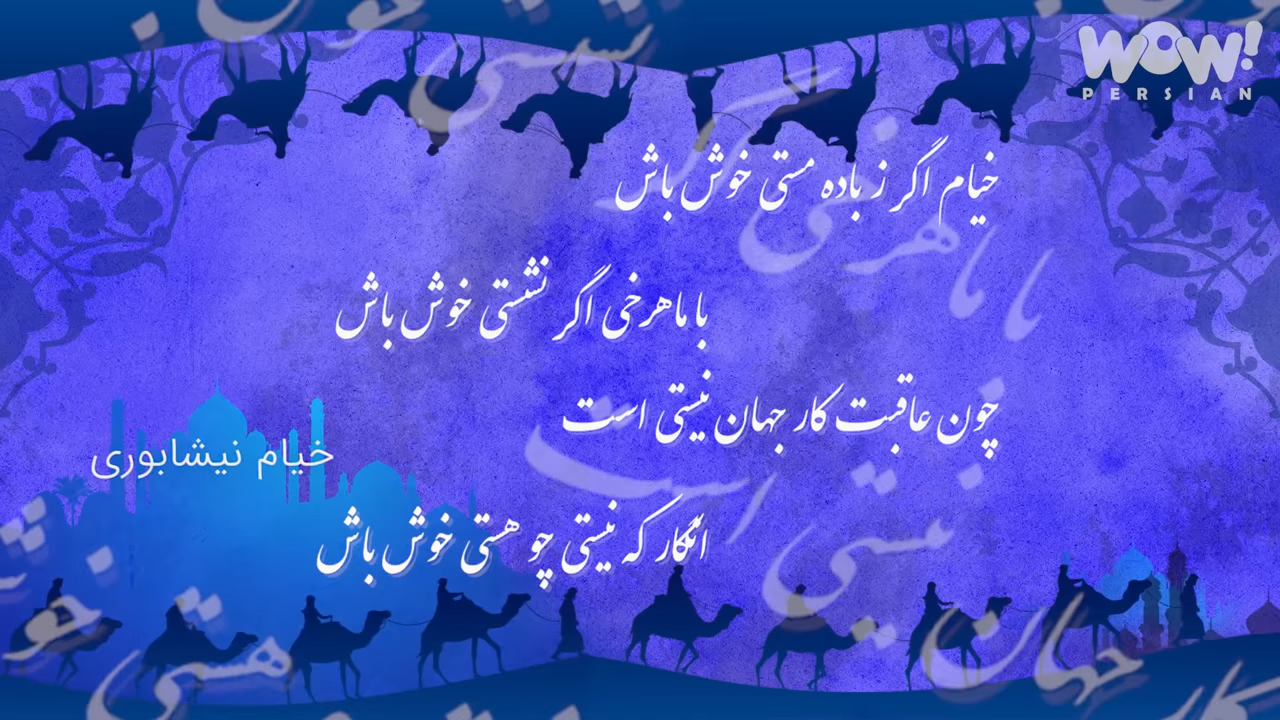 WOW!
PERSIAN
خیام اگر ز باده مستی خوش باش
با ماهرخی اگر نشستی خوش باش
چون عاقبت کار جهان نیستی است
انگار که نیستی چو هستی خوش باش
خیام نیشابوری